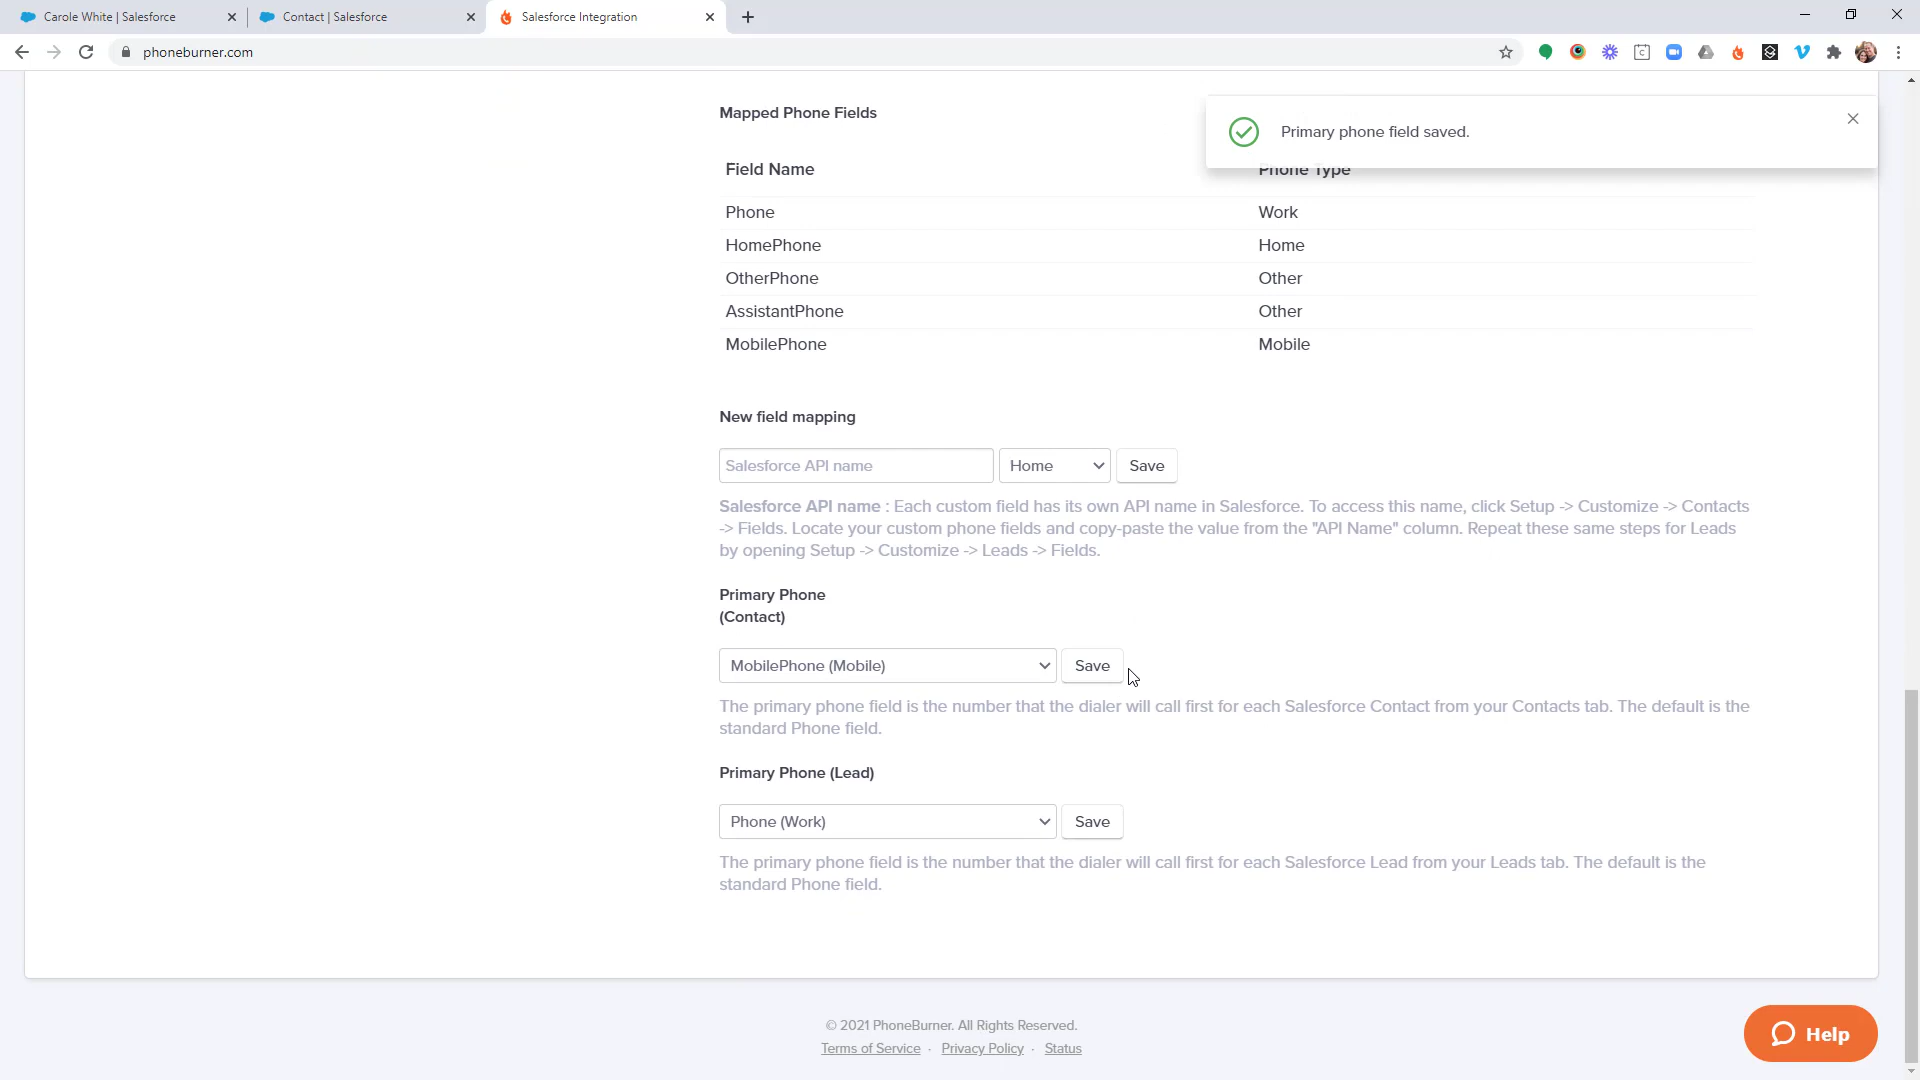 Carole White | Salesforce
Contact | Salesforce
Salesforce Integration
phoneburner.com
Mapped Phone Fields
Primary phone field saved.
Field Name
Phone Type
Phone
Work
HomePhone
Home
OtherPhone
Other
AssistantPhone
Other
MobilePhone
Mobile
New field mapping
Salesforce API name
Home
Save
Salesforce API name : Each custom field has its own API name in Salesforce. To access this name, click Setup -> Customize -> Contacts
-> Fields. Locate your custom phone fields and copy-paste the value from the "API Name" column. Repeat these same steps for Leads
by opening Setup -> Customize -> Leads -> Fields.
Primary Phone
(Contact)
MobilePhone (Mobile)
Save
The primary phone field is the number that the dialer will call first for each Salesforce Contact from your Contacts tab. The default is the
standard Phone field.
Primary Phone (Lead)
Phone (Work)
Save
The primary phone field is the number that the dialer will call first for each Salesforce Lead from your Leads tab. The default is the
standard Phone field.
© 2021 PhoneBurner. All Rights Reserved.
Terms of Service · Privacy Policy · Status
Help